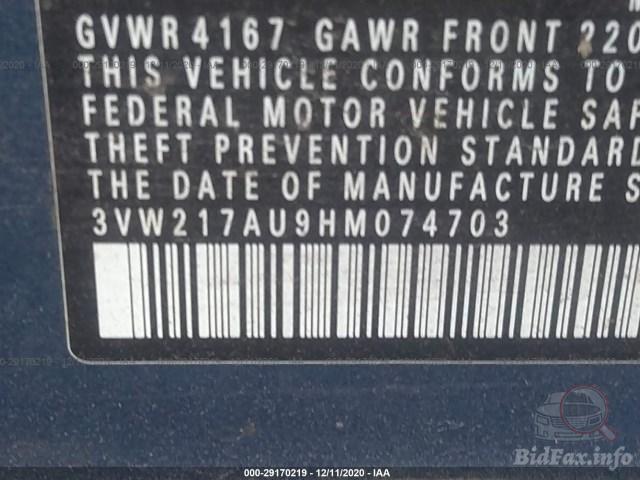 GVWR 4167 GAWR FRONT 220
THIS VEHICLE CONFORMS TO
FEDERAL MOTOR VEHICLE SAF
THEFT PREVENTION STANDARD
THE DATE OF MANUFACTURE S
3VW217AU9HM074703
000-29170219 - 12/11/2020 - IAA
BidFax.info